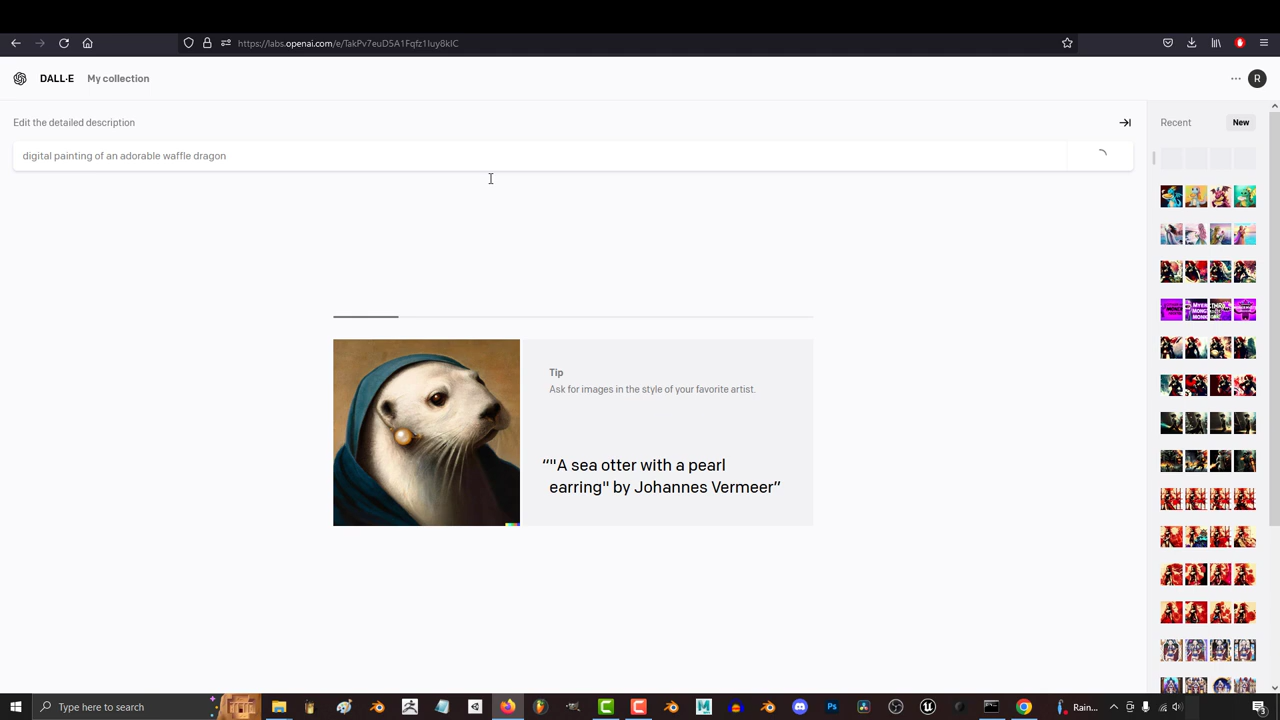 https://labs.openai.com/e/TakPv7euD5A1Fqfz1Iuy8kIC
DALL·E
My collection
R
Edit the detailed description
digital painting of an adorable waffle dragon
Recent
New
Tip
Ask for images in the style of your favorite artist.
“"A sea otter with a pearl
earring" by Johannes Vermeer”
Type here to search
Rain...